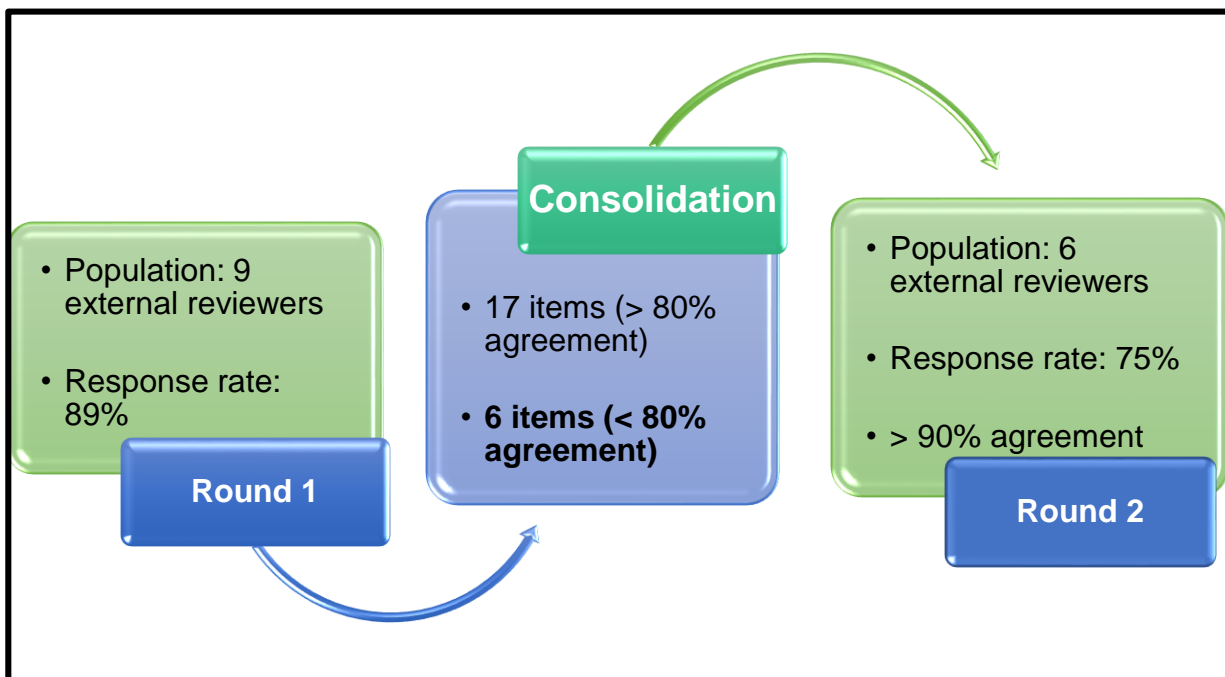 • Population: 9
external reviewers
• Response rate:
89%
Round 1
Consolidation
• 17 items (> 80%
agreement)
• 6 items (< 80%
agreement)
• Population: 6
external reviewers
• Response rate: 75%
• > 90% agreement
Round 2